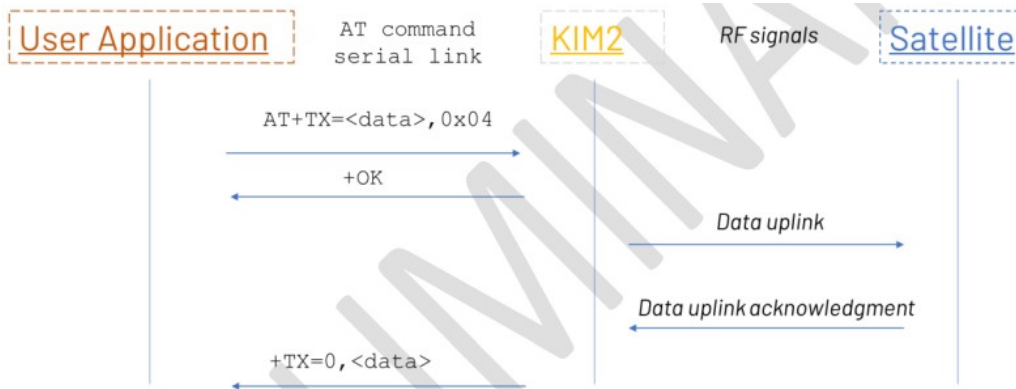 User Application
AT command
serial link
KIM2
RF signals
Satellite
AT+TX=<data>,0x04
+OK
Data uplink
Data uplink acknowledgment
+TX=0,<data>